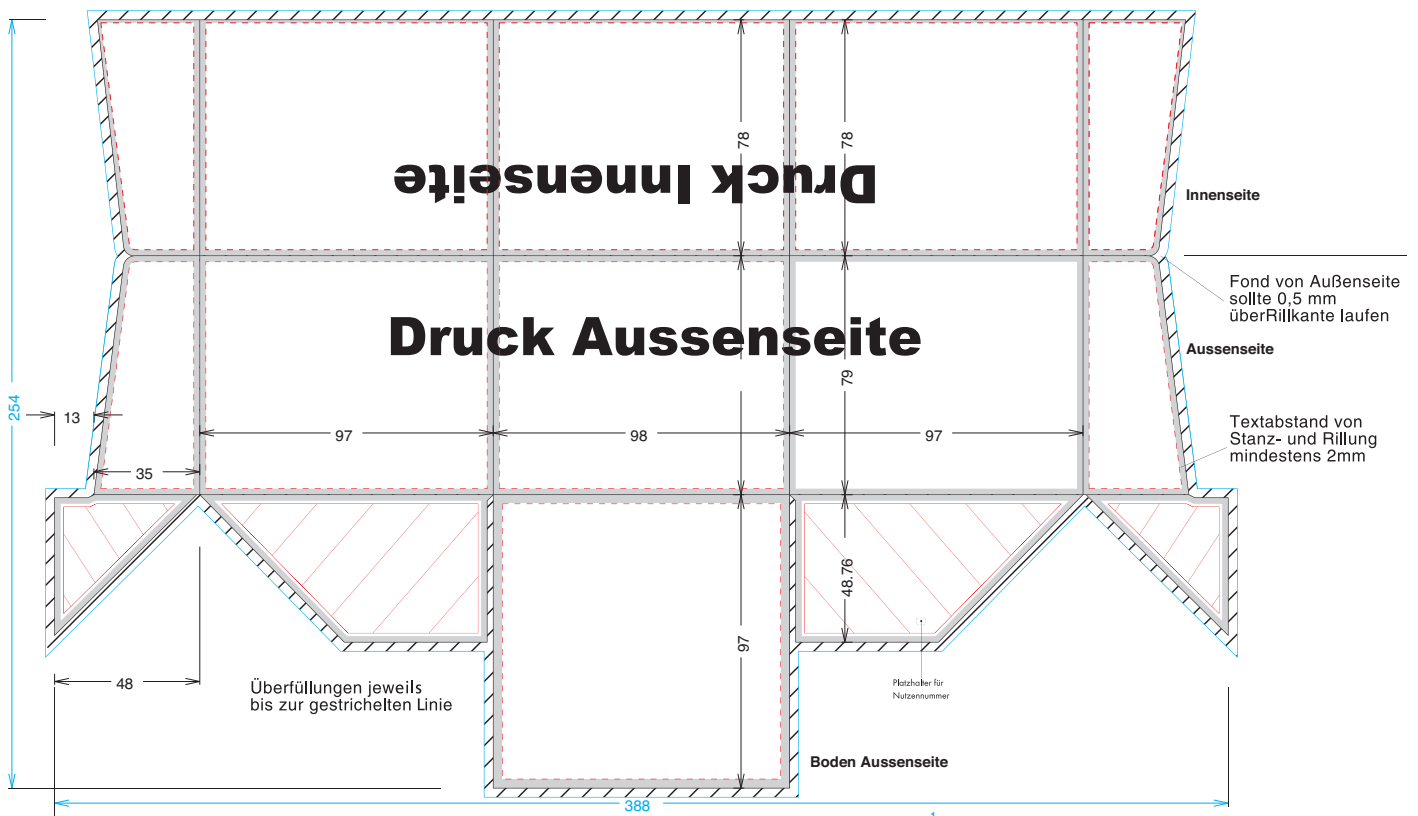 78
78
Druck Innenseite
Innenseite
Fond von Außenseite
sollte 0,5 mm
überRillkante laufen
Druck Aussenseite
Aussenseite
79
254
13
97
98
97
Textabstand von
Stanz- und Rillung
mindestens 2mm
35
48.76
97
48
Überfüllungen jeweils
bis zur gestrichelten Linie
Platzhalter für
Nutzennummer
Boden Aussenseite
388